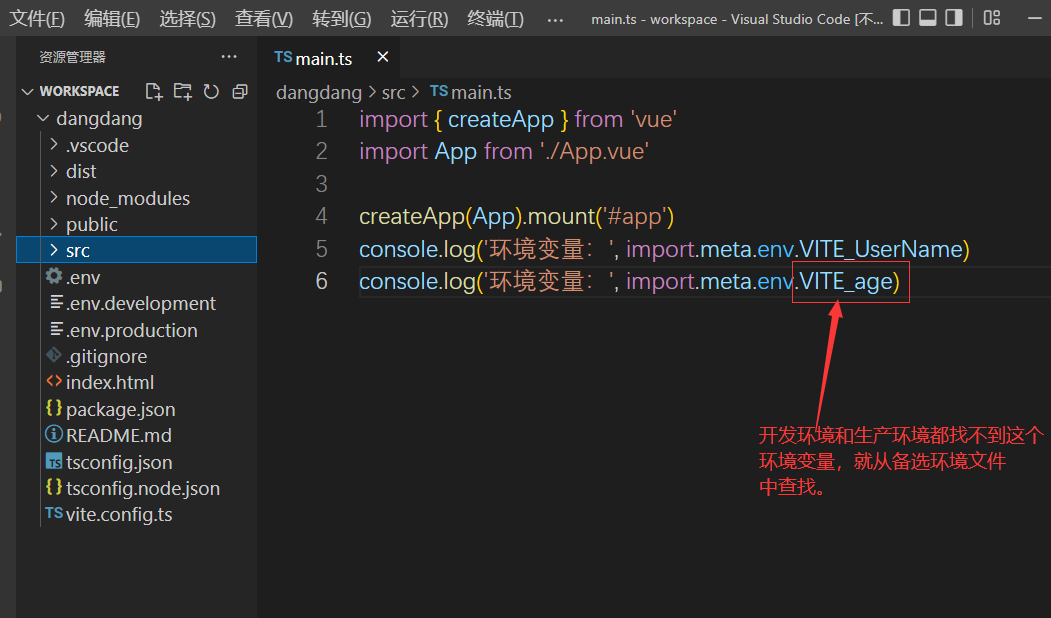 文件(F) 编辑(E) 选择(S) 查看(V) 转到(G) 运行(R) 终端(T) ··· main.ts - workspace - Visual Studio Code [不...
资源管理器 ···
WORKSPACE
dangdang
.vscode
dist
node_modules
public
src
.env
.env.development
.env.production
.gitignore
index.html
package.json
README.md
TS tsconfig.json
tsconfig.node.json
TS vite.config.ts
TS main.ts
dangdang > src > TS main.ts
1 import { createApp } from 'vue'
2 import App from './App.vue'
3
4 createApp(App).mount('#app')
5 console.log('环境变量：', import.meta.env.VITE_UserName)
6 console.log('环境变量：', import.meta.env.VITE_age)
开发环境和生产环境都找不到这个
环境变量，就从备选环境文件
中查找。